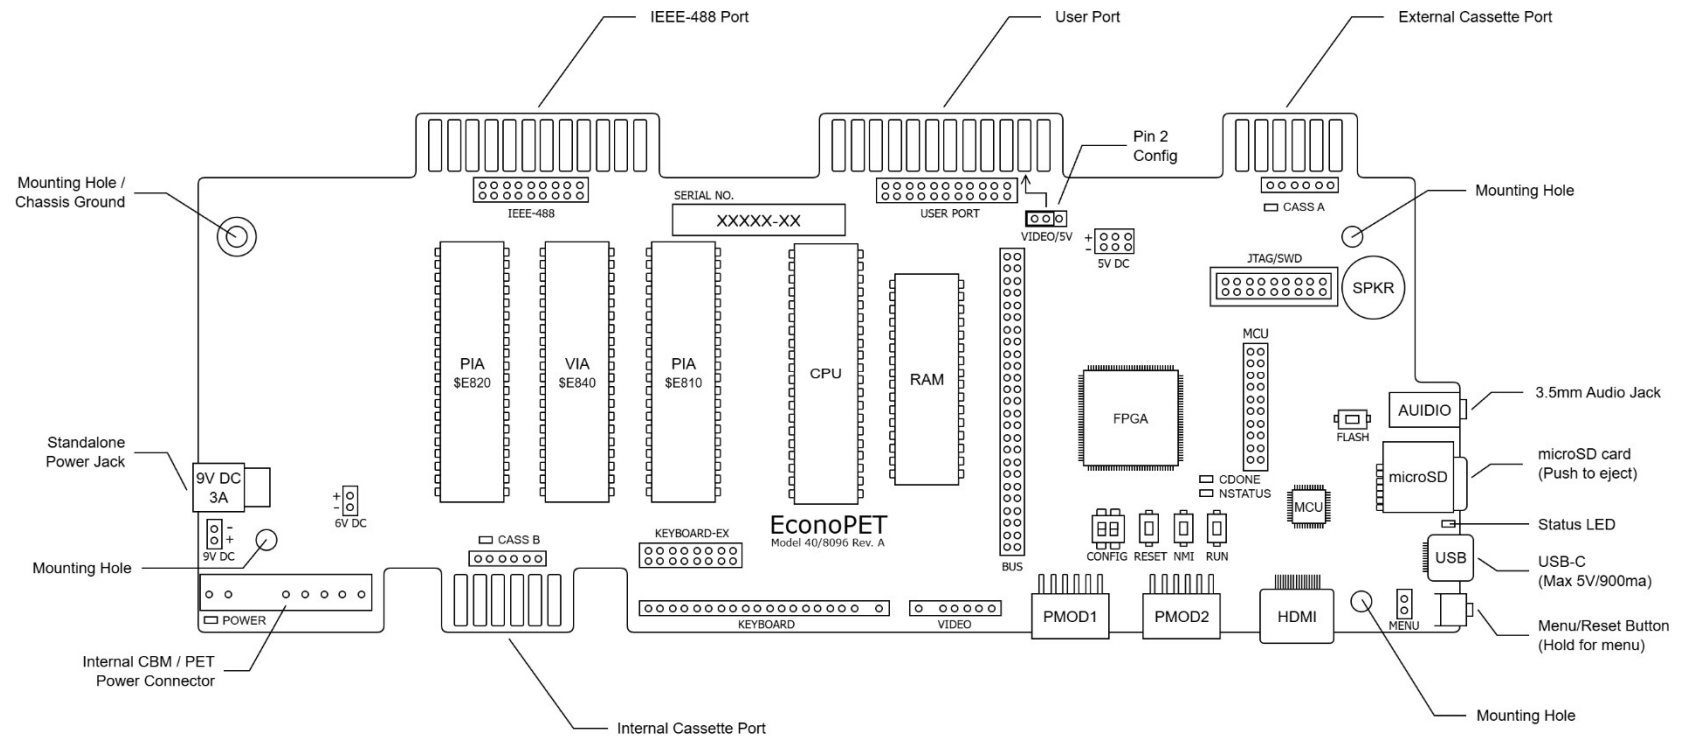 IEEE-488 Port
User Port
External Cassette Port
Pin 2
Config
Mounting Hole /
Chassis Ground
Mounting Hole
IEEE-488
SERIAL NO.
XXXXX-XX
USER PORT
VIDEO/5V
CASS A
+
-
5V DC
JTAG/SWD
SPKR
MCU
PIA
$E820
VIA
$E840
PIA
$E810
CPU
RAM
FPGA
3.5mm Audio Jack
AUIDIO
FLASH
Standalone
Power Jack
9V DC
3A
microSD card
(Push to eject)
microSD
CDONE
NSTATUS
MCU
+
-
6V DC
-
+
9V DC
EconoPET
Model 40/8096 Rev. A
Status LED
CASS B
KEYBOARD-EX
CONFIG
RESET
NMI
RUN
BUS
USB
USB-C
(Max 5V/900ma)
Mounting Hole
POWER
KEYBOARD
VIDEO
PMOD1
PMOD2
HDMI
MENU
Menu/Reset Button
(Hold for menu)
Internal CBM / PET
Power Connector
Internal Cassette Port
Mounting Hole